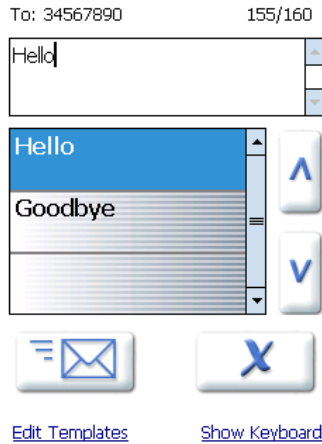 To: 34567890 155/160
Hello
Hello
Goodbye
Edit Templates Show Keyboard